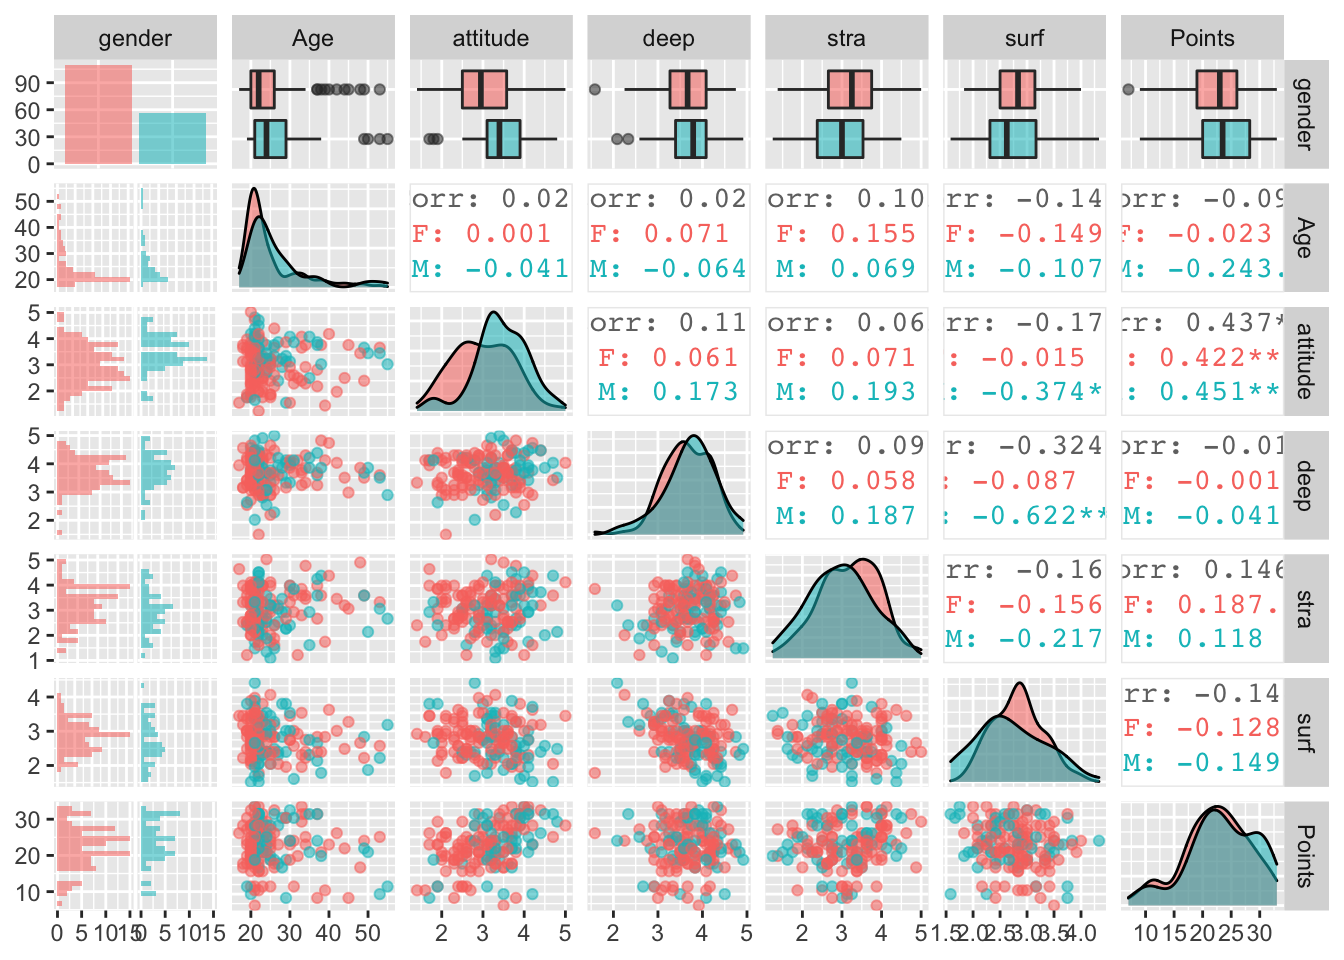 gender Age attitude deep stra surf Points
90
60
30
0
gender
50
40
30
20
orr: 0.02 orr: 0.02 orr: 0.10 rr: -0.14 orr: -0.09
F: 0.001 F: 0.071 F: 0.155 F: -0.149 F: -0.023
M: -0.041 M: -0.064 M: 0.069 M: -0.107 M: -0.243.
Age
5
4
3
2
orr: 0.11 orr: 0.06 rr: -0.17 rr: 0.437*
F: 0.061 F: 0.071 : -0.015 : 0.422**
M: 0.173 M: 0.193 : -0.374* : 0.451**
attitude
5
4
3
2
orr: 0.09 r: -0.324 orr: -0.01
F: 0.058 : -0.087 F: -0.001
M: 0.187 : -0.622** M: -0.041
deep
5
4
3
2
1
rr: -0.16 orr: 0.146
F: -0.156 F: 0.187.
M: -0.217 M: 0.118
stra
4
3
2
rr: -0.14
F: -0.128
M: -0.149
surf
30
20
10
Points
0 5 10 15 0 5 10 15 20 30 40 50 2 3 4 5 2 3 4 5 2 3 4 5 1.5 2.0 2.5 3.0 3.5 4.0 10 15 20 25 30